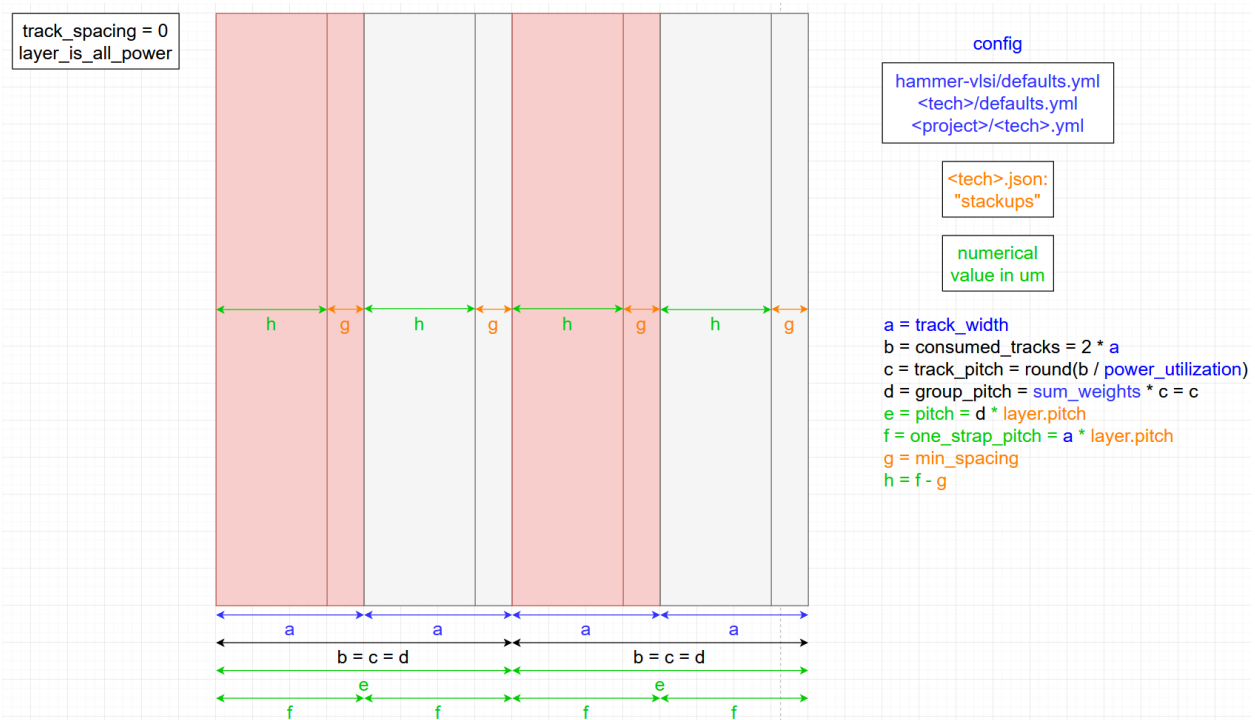 track_spacing = 0
layer_is_all_power
config
hammer-vlsi/defaults.yml
<tech>/defaults.yml
<project>/<tech>.yml
<tech>.json:
"stackups"
numerical
value in um
h g h g h g h g
a = track_width
b = consumed_tracks = 2 * a
c = track_pitch = round(b / power_utilization)
d = group_pitch = sum_weights * c = c
e = pitch = d * layer.pitch
f = one_strap_pitch = a * layer.pitch
g = min_spacing
h = f - g
a a a a
b = c = d b = c = d
e e
f f f f